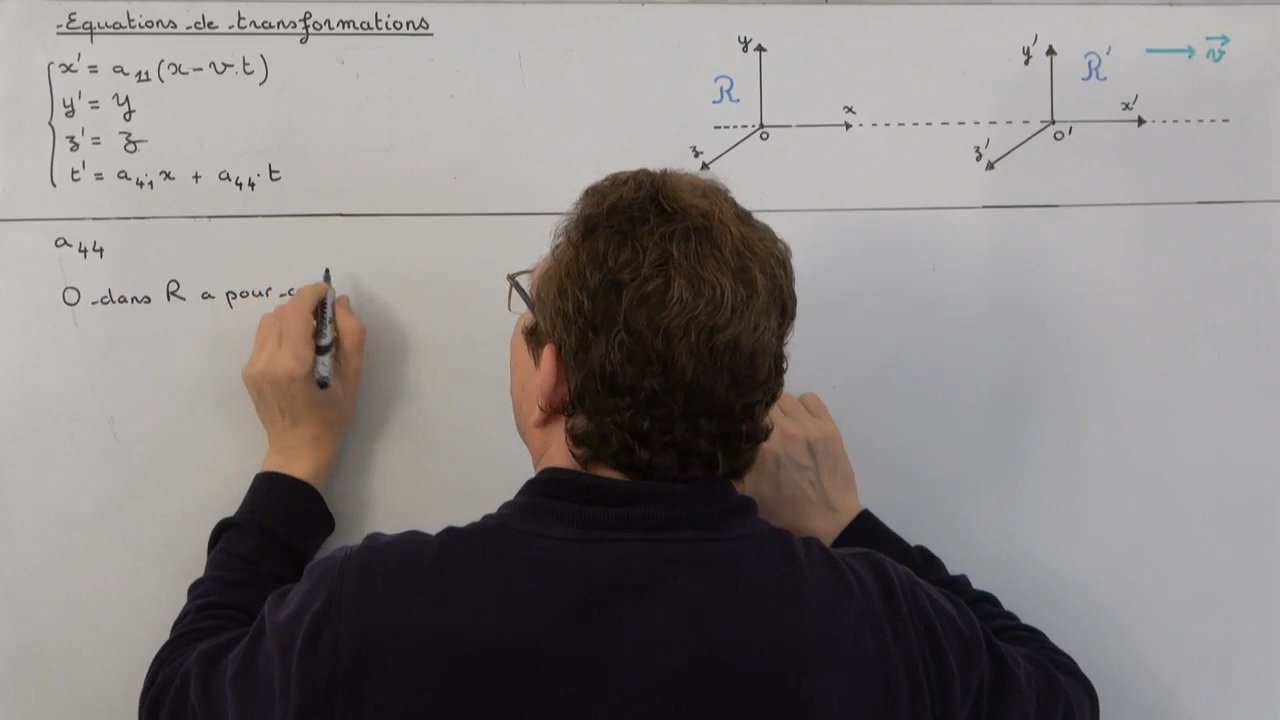 Equations de transformations
x' = a₁₁(x - v.t)
y' = y
z' = z
t' = a₄₁.x + a₄₄.t
y
R
x
z
O
y'
R'
v⃗
x'
z'
O'
a₄₄
O dans R a pour